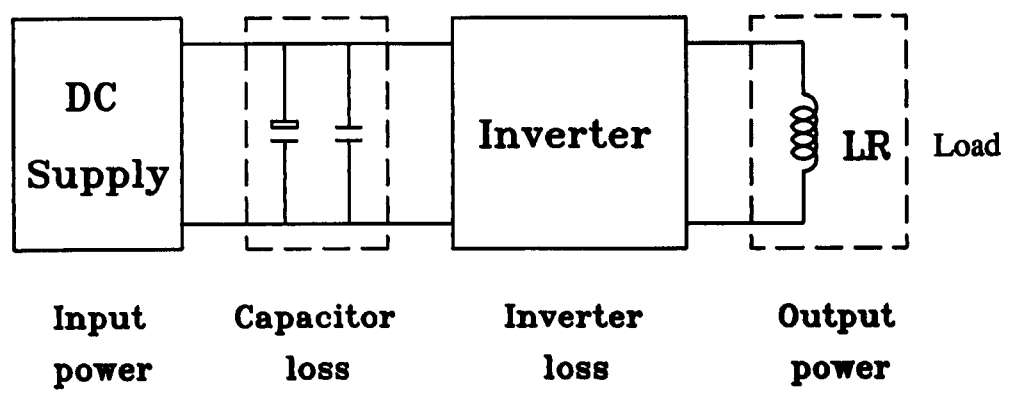 DC
Supply
Inverter
LR
Load
Input
power
Capacitor
loss
Inverter
loss
Output
power